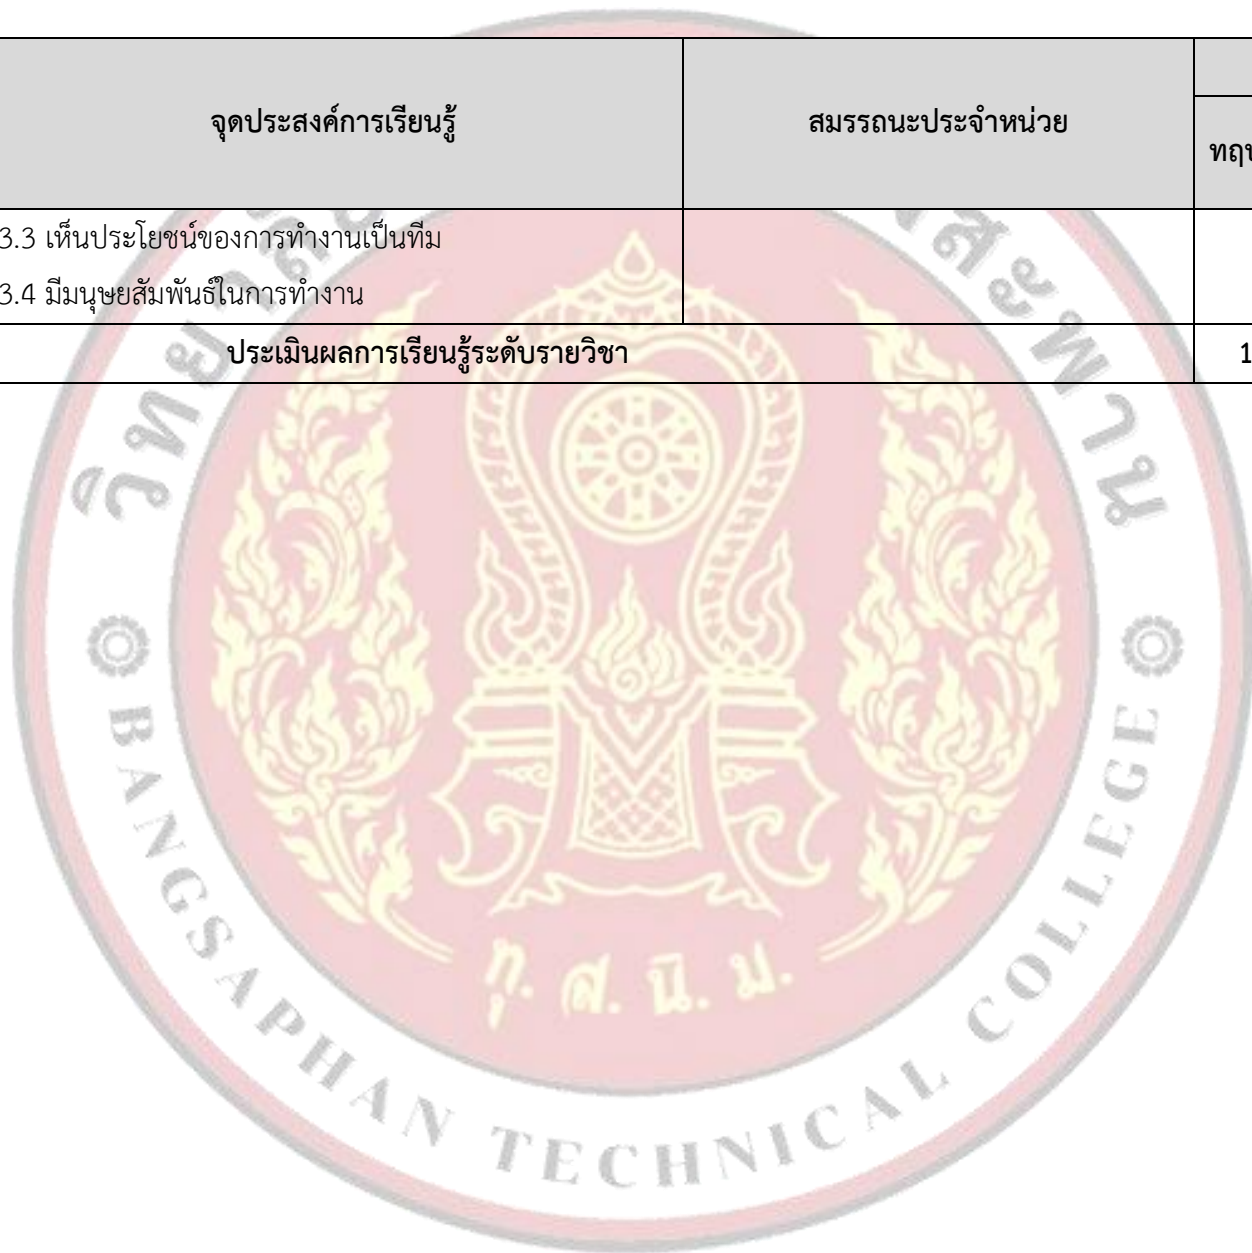 จุดประสงค์การเรียนรู้
สมรรถนะประจำหน่วย
3.3 เห็นประโยชน์ของการทำงานเป็นทีม
3.4 มีมนุษยสัมพันธ์ในการทำงาน
ประเมินผลการเรียนรู้ระดับรายวิชา
1
BANGSAPHAN TECHNICAL COLLEGE
ทุ. ส. นิ. ม.